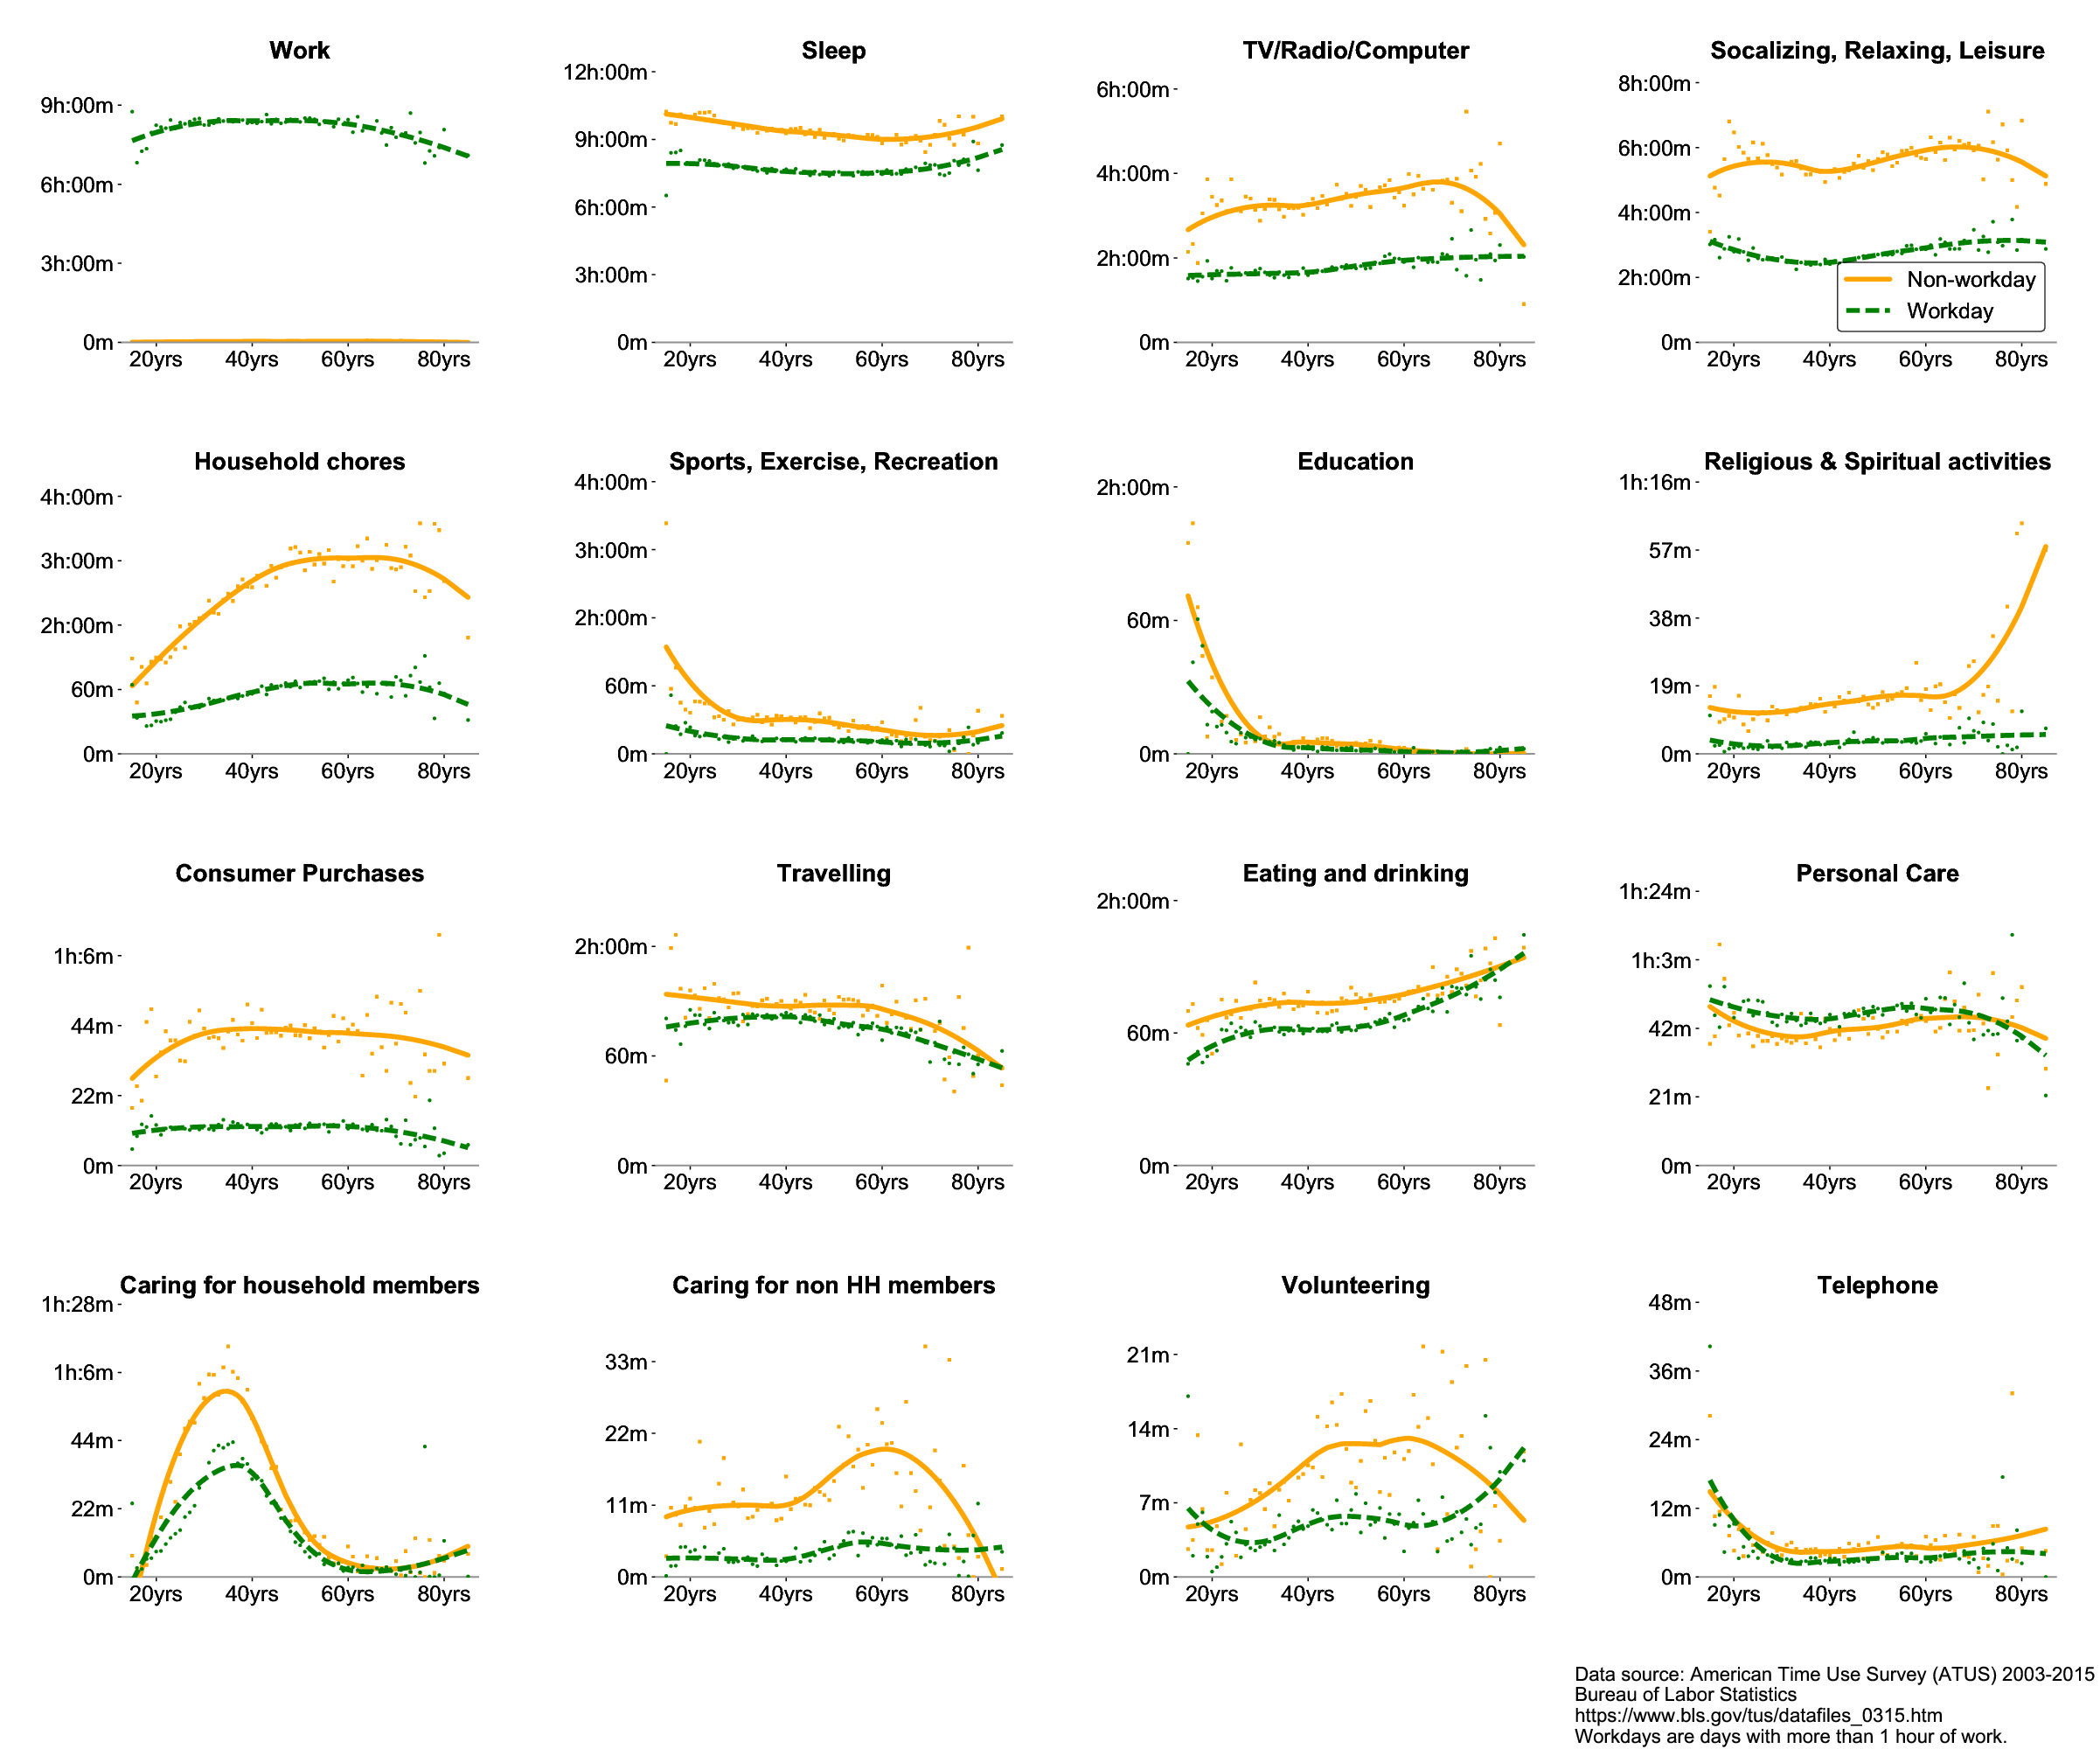 Work
9h:00m
6h:00m
3h:00m
0m
20yrs 40yrs 60yrs 80yrs
Sleep
12h:00m
9h:00m
6h:00m
3h:00m
0m
20yrs 40yrs 60yrs 80yrs
TV/Radio/Computer
6h:00m
4h:00m
2h:00m
0m
20yrs 40yrs 60yrs 80yrs
Socalizing, Relaxing, Leisure
8h:00m
6h:00m
4h:00m
2h:00m
0m
20yrs 40yrs 60yrs 80yrs
Non-workday
Workday
Household chores
4h:00m
3h:00m
2h:00m
60m
0m
20yrs 40yrs 60yrs 80yrs
Sports, Exercise, Recreation
4h:00m
3h:00m
2h:00m
60m
0m
20yrs 40yrs 60yrs 80yrs
Education
2h:00m
60m
0m
20yrs 40yrs 60yrs 80yrs
Religious & Spiritual activities
1h:16m
57m
38m
19m
0m
20yrs 40yrs 60yrs 80yrs
Consumer Purchases
1h:6m
44m
22m
0m
20yrs 40yrs 60yrs 80yrs
Travelling
2h:00m
60m
0m
20yrs 40yrs 60yrs 80yrs
Eating and drinking
2h:00m
60m
0m
20yrs 40yrs 60yrs 80yrs
Personal Care
1h:24m
1h:3m
42m
21m
0m
20yrs 40yrs 60yrs 80yrs
Caring for household members
1h:28m
1h:6m
44m
22m
0m
20yrs 40yrs 60yrs 80yrs
Caring for non HH members
33m
22m
11m
0m
20yrs 40yrs 60yrs 80yrs
Volunteering
21m
14m
7m
0m
20yrs 40yrs 60yrs 80yrs
Telephone
48m
36m
24m
12m
0m
20yrs 40yrs 60yrs 80yrs
Data source: American Time Use Survey (ATUS) 2003-2015
Bureau of Labor Statistics
https://www.bls.gov/tus/datafiles_0315.htm
Workdays are days with more than 1 hour of work.